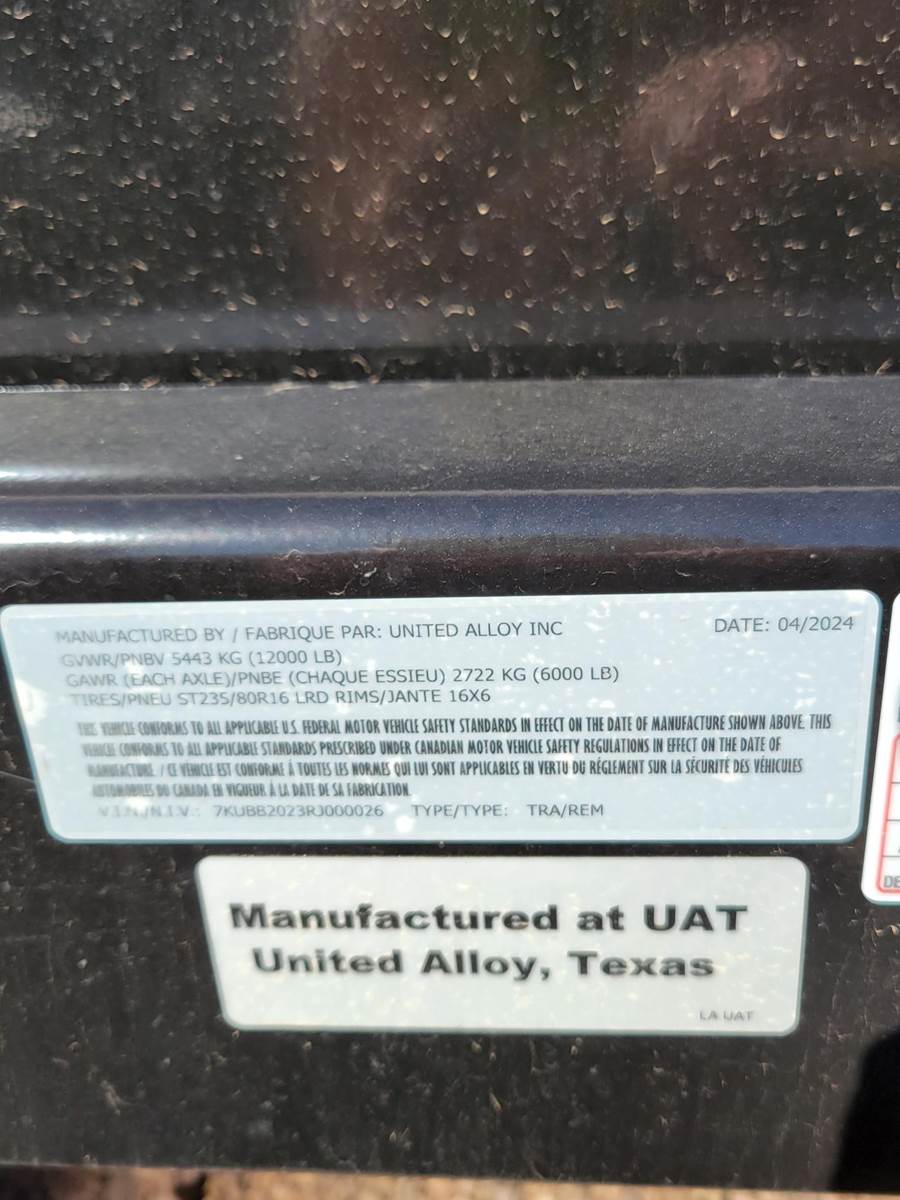 MANUFACTURED BY / FABRIQUE PAR: UNITED ALLOY INC DATE: 04/2024
GVWR/PNBV 5443 KG (12000 LB)
GAWR (EACH AXLE)/PNBE (CHAQUE ESSIEU) 2722 KG (6000 LB)
TIRES/PNEU ST235/80R16 LRD RIMS/JANTE 16X6
THIS VEHICLE CONFORMS TO ALL APPLICABLE U.S. FEDERAL MOTOR VEHICLE SAFETY STANDARDS IN EFFECT ON THE DATE OF MANUFACTURE SHOWN ABOVE. THIS
VEHICLE CONFORMS TO ALL APPLICABLE STANDARDS PRESCRIBED UNDER CANADIAN MOTOR VEHICLE SAFETY REGULATIONS IN EFFECT ON THE DATE OF
MANUFACTURE. / CE VÉHICLE EST CONFORME À TOUTES LES NORMES QUI LUI SONT APPLICABLES EN VERTU DU RÉGLEMENT SUR LA SÉCURITÉ DES VÉHICULES
AUTOMOBILES DU CANADA EN VIGUEUR À LA DATE DE SA FABRICATION.
V.I.N./N.I.V.: 7KUBB2023RJ000026 TYPE/TYPE: TRA/REM
Manufactured at UAT
United Alloy, Texas
LA UAT
DE